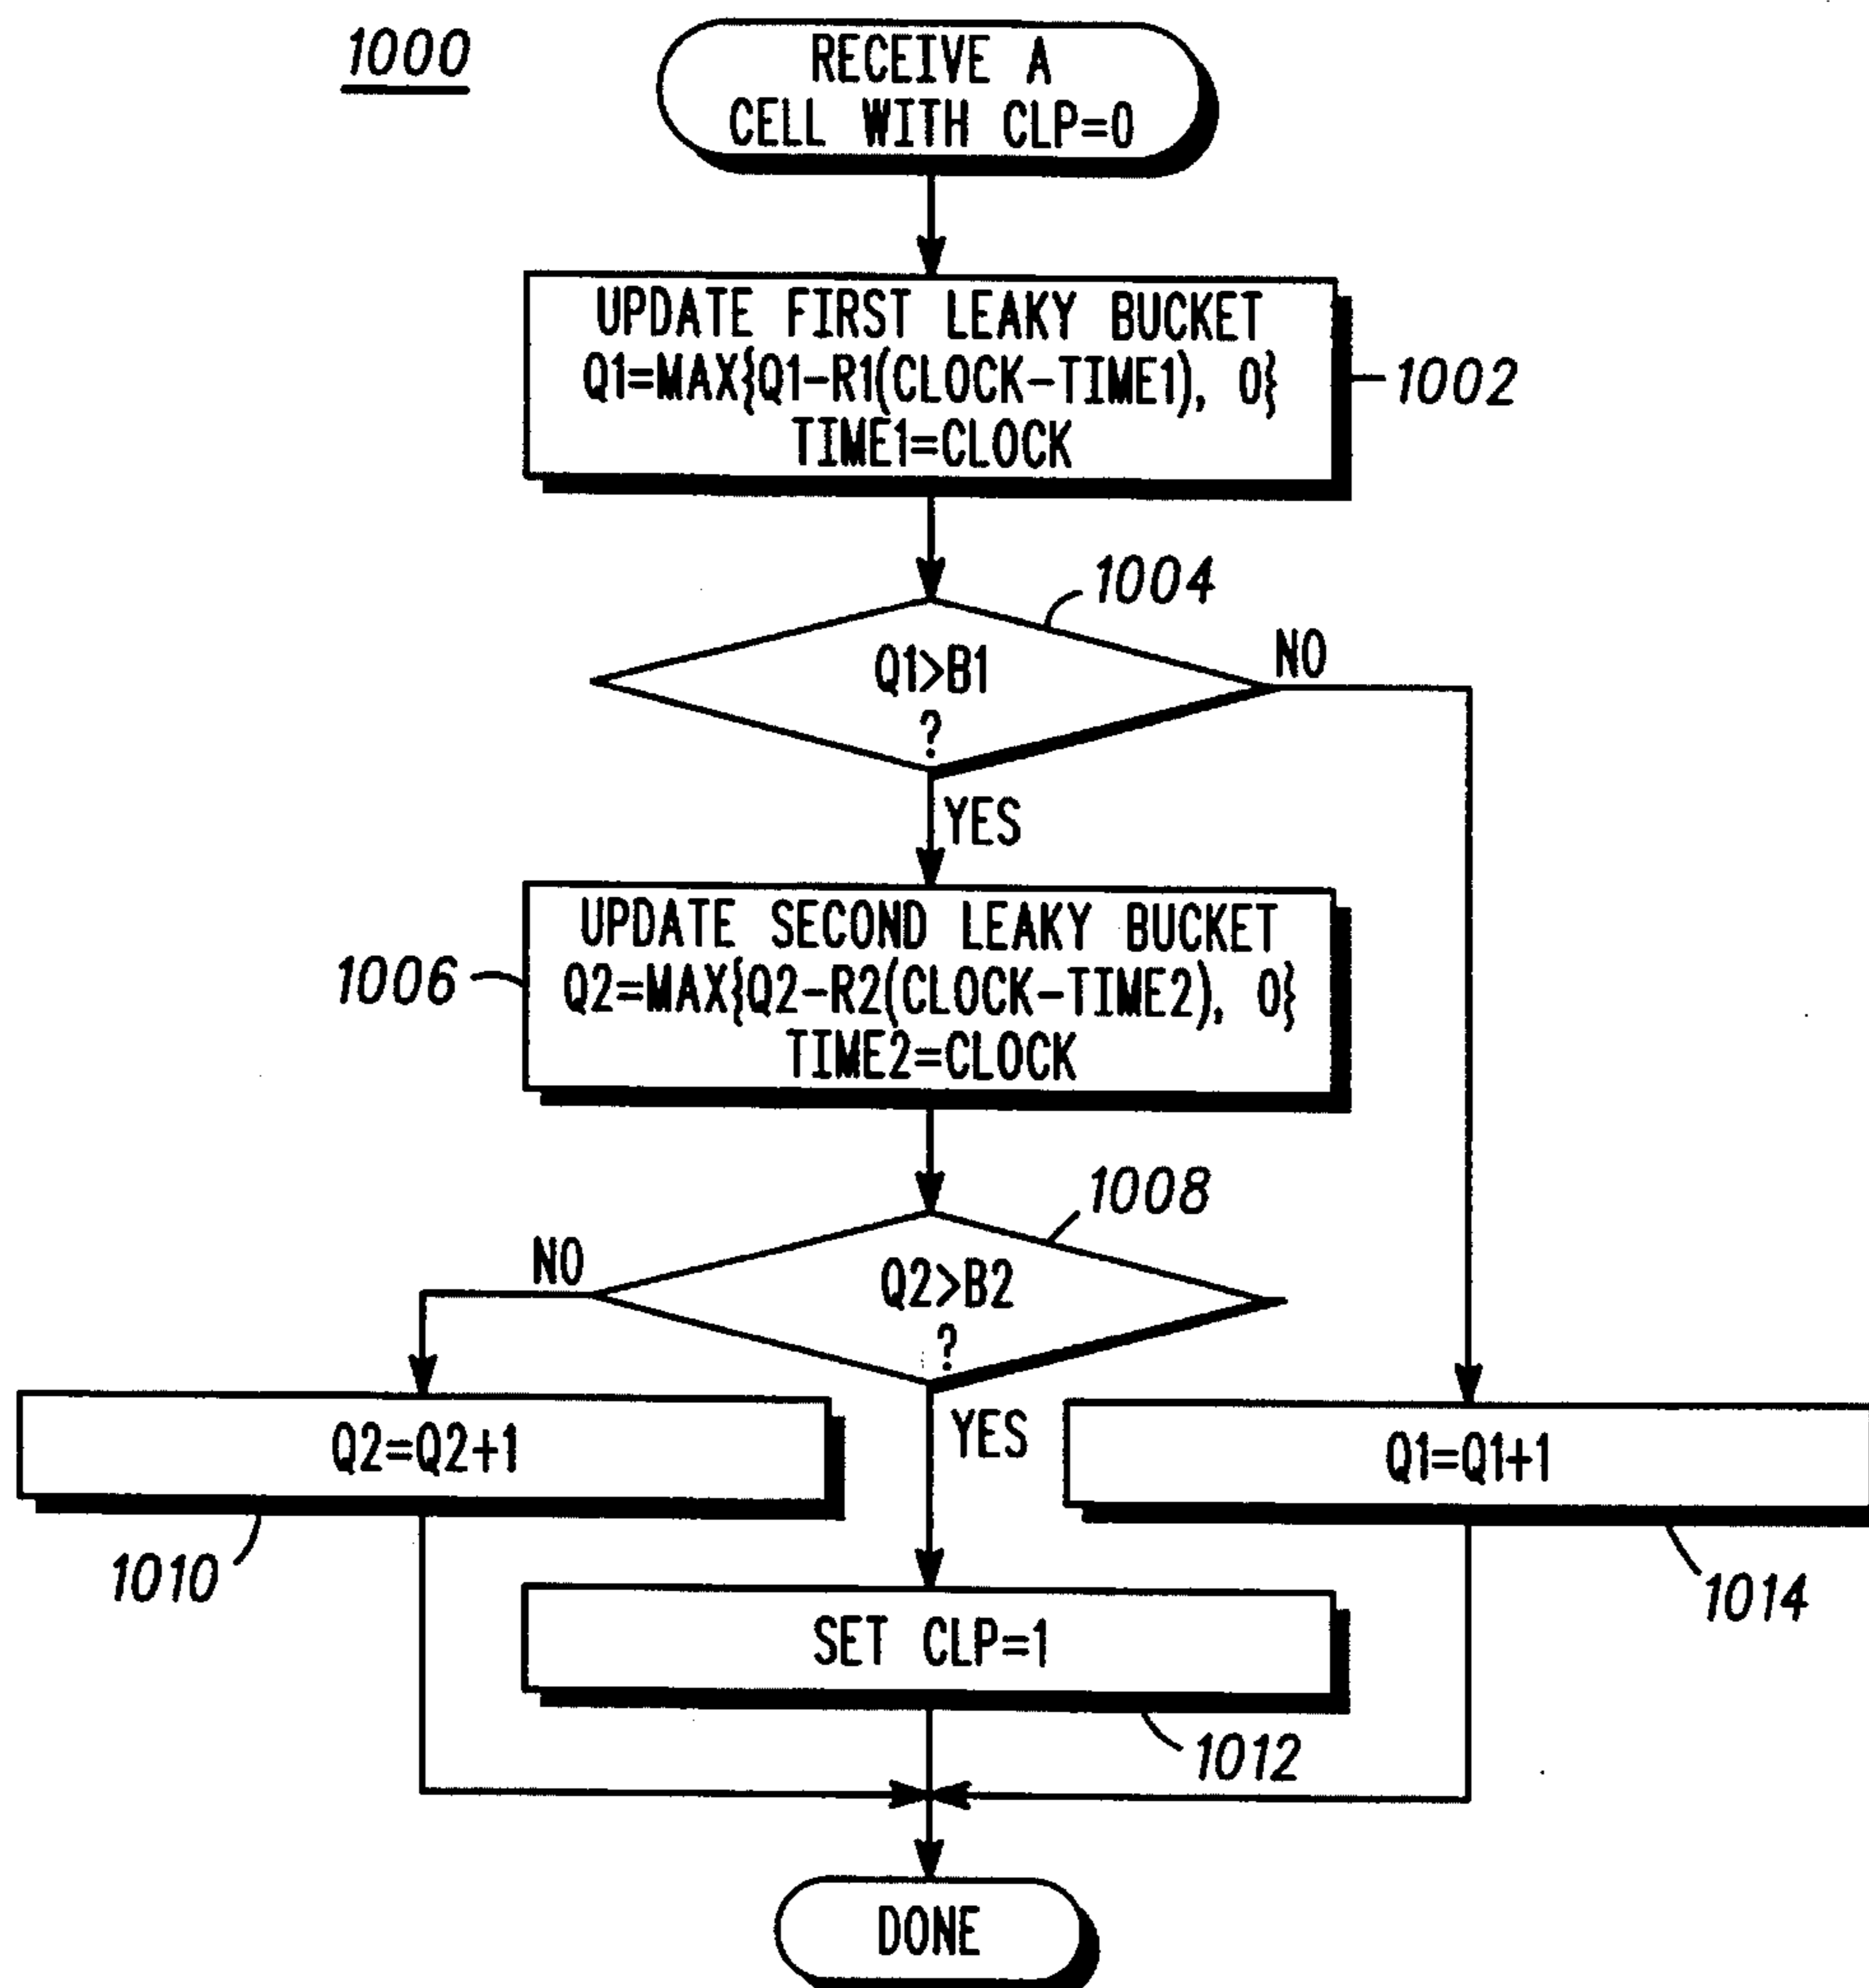 1000
RECEIVE A
CELL WITH CLP=0
UPDATE FIRST LEAKY BUCKET
Q1=MAX{Q1-R1(CLOCK-TIME1), 0}
TIME1=CLOCK
1002
1004
Q1>B1
?
NO
YES
UPDATE SECOND LEAKY BUCKET
Q2=MAX{Q2-R2(CLOCK-TIME2), 0}
TIME2=CLOCK
1006
1008
NO
Q2>B2
?
YES
Q2=Q2+1
Q1=Q1+1
1010
1014
SET CLP=1
1012
DONE